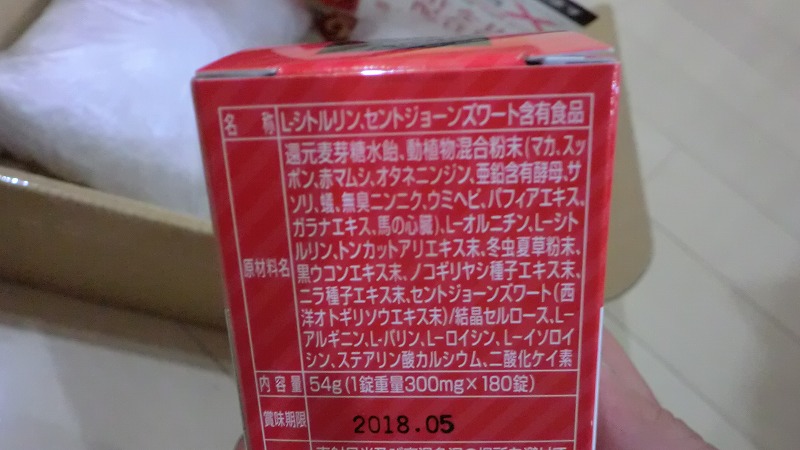 名 称 L-シトルリン、セントジョーンズワート含有食品
原材料名
還元麦芽糖水飴、動植物混合粉末(マカ、スッ
ポン、赤マムシ、オタネニンジン、亜鉛含有酵母、サ
ソリ、蟻、無臭ニンニク、ウミヘビ、パフィアエキス、
ガラナエキス、馬の心臓)、L-オルニチン、L-シト
ルリン、トンカットアリエキス末、冬虫夏草粉末、
黒ウコンエキス末、ノコギリヤシ種子エキス末、
ニラ種子エキス末、セントジョーンズワート(西
洋オトギリソウエキス末)/結晶セルロース、L-
アルギニン、L-バリン、L-ロイシン、L-イソロイ
シン、ステアリン酸カルシウム、二酸化ケイ素
内容量 54g(1錠重量300mg×180錠)
賞味期限 2018.05